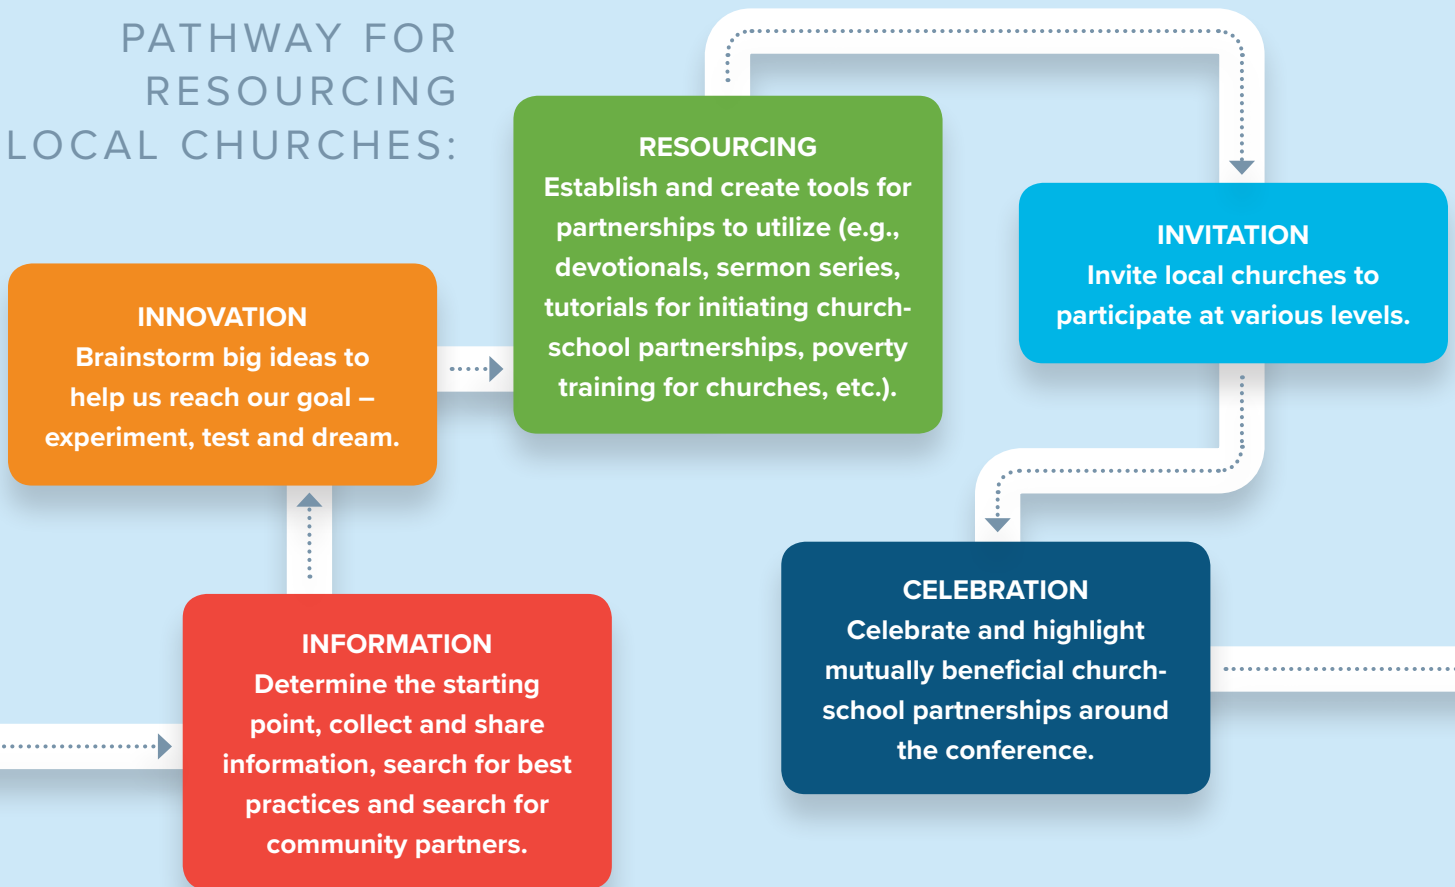 PATHWAY FOR
RESOURCING
LOCAL CHURCHES:
INFORMATION
Determine the starting
point, collect and share
information, search for best
practices and search for
community partners.
INNOVATION
Brainstorm big ideas to
help us reach our goal –
experiment, test and dream.
RESOURCING
Establish and create tools for
partnerships to utilize (e.g.,
devotionals, sermon series,
tutorials for initiating church-
school partnerships, poverty
training for churches, etc.).
INVITATION
Invite local churches to
participate at various levels.
CELEBRATION
Celebrate and highlight
mutually beneficial church-
school partnerships around
the conference.